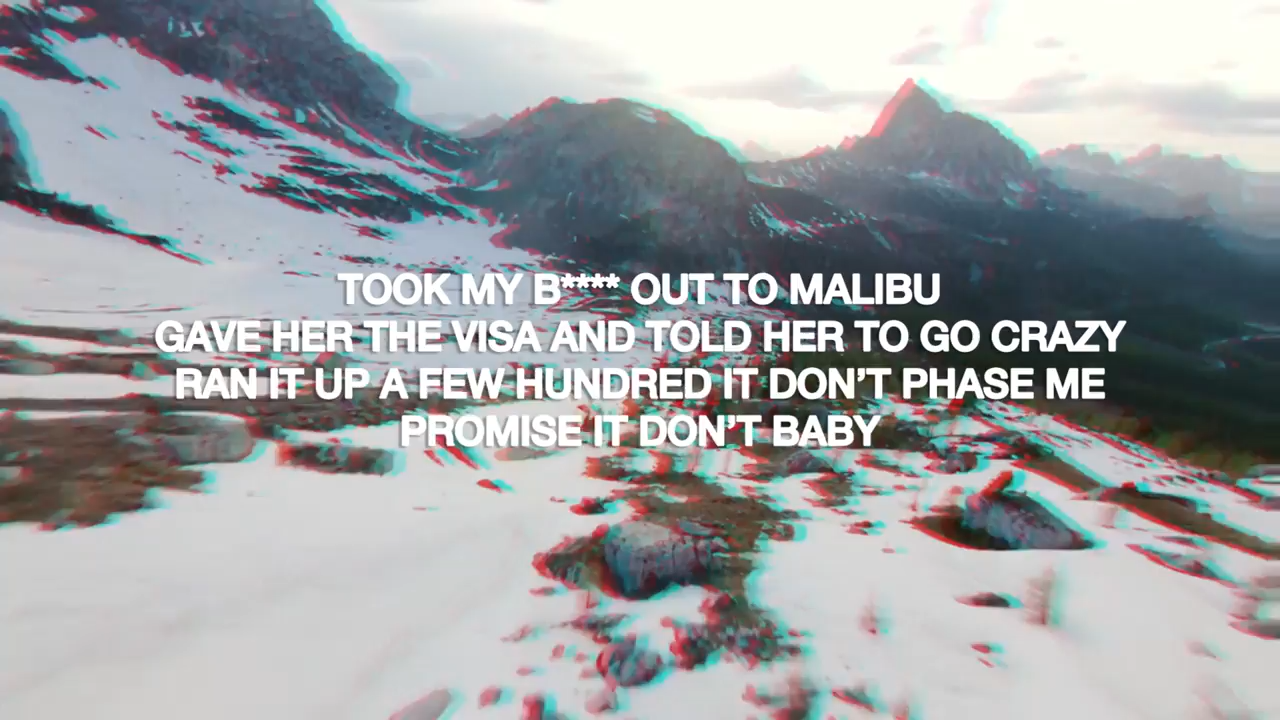 TOOK MY B**** OUT TO MALIBU
GAVE HER THE VISA AND TOLD HER TO GO CRAZY
RAN IT UP A FEW HUNDRED IT DON’T PHASE ME
PROMISE IT DON’T BABY